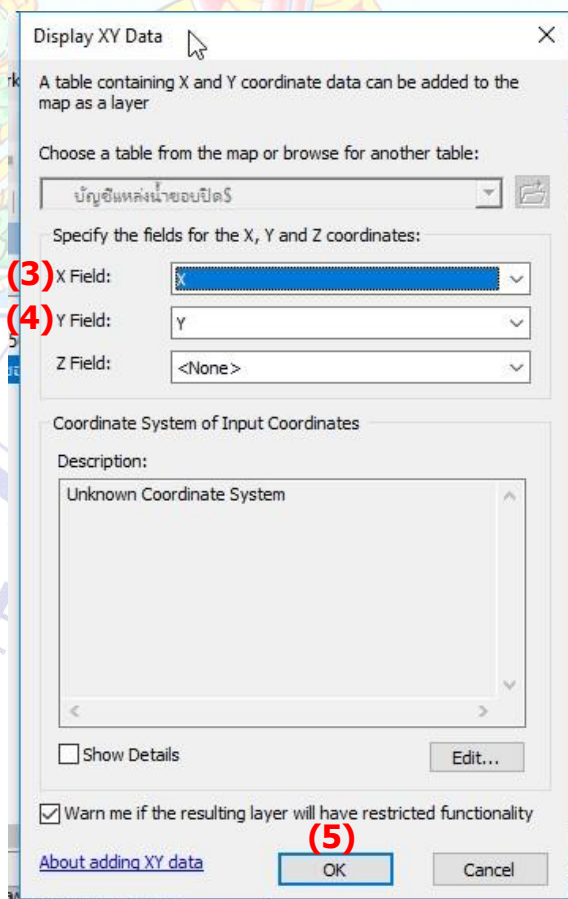 Display XY Data
A table containing X and Y coordinate data can be added to the
map as a layer
Choose a table from the map or browse for another table:
บัญชีแหล่งน้ำขอบปิด$
Specify the fields for the X, Y and Z coordinates:
(3) X Field: X
(4) Y Field: Y
Z Field: <None>
Coordinate System of Input Coordinates
Description:
Unknown Coordinate System
Show Details
Edit...
Warn me if the resulting layer will have restricted functionality
(5)
About adding XY data
OK
Cancel